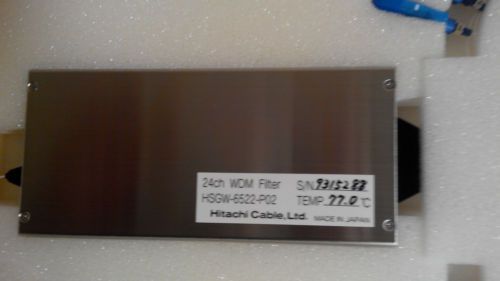 24ch WDM Filter S/N 9315288
HSGW-6522-P02 TEMP 77.0 °C
Hitachi Cable, Ltd. MADE IN JAPAN